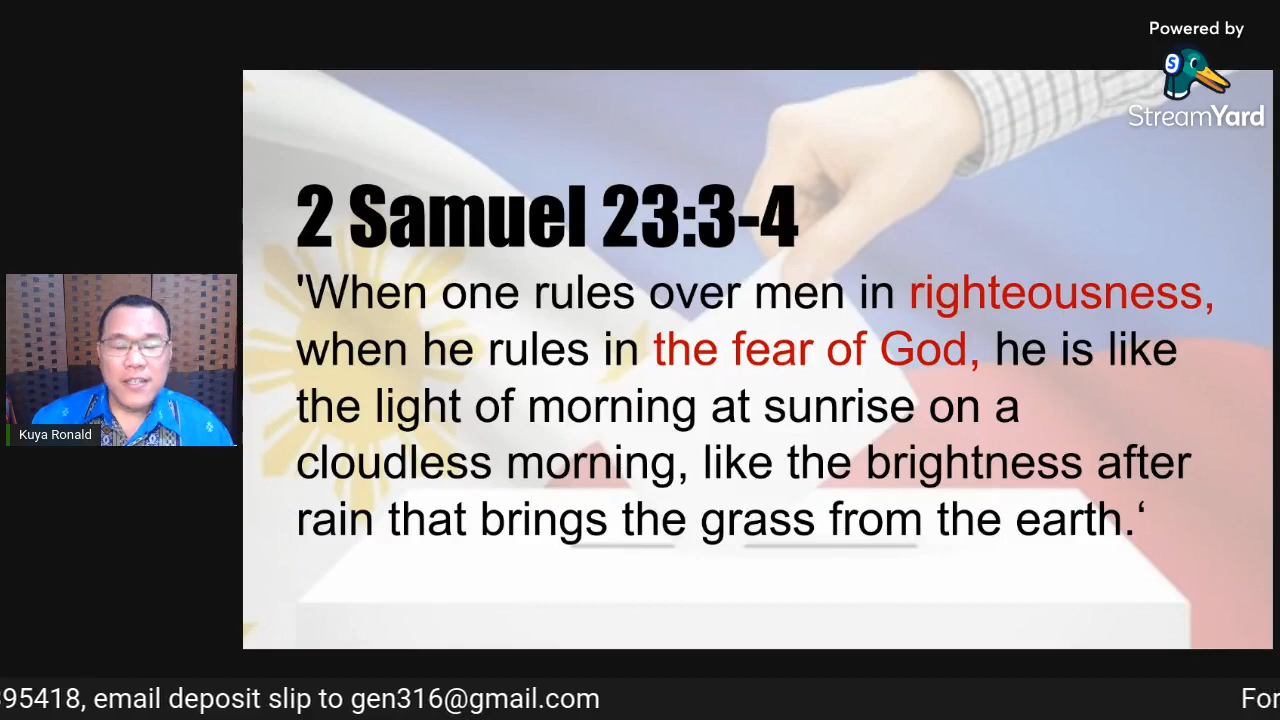 Powered by
StreamYard
2 Samuel 23:3-4
'When one rules over men in righteousness,
when he rules in the fear of God, he is like
the light of morning at sunrise on a
cloudless morning, like the brightness after
rain that brings the grass from the earth.‘
Kuya Ronald
95418, email deposit slip to gen316@gmail.com
For